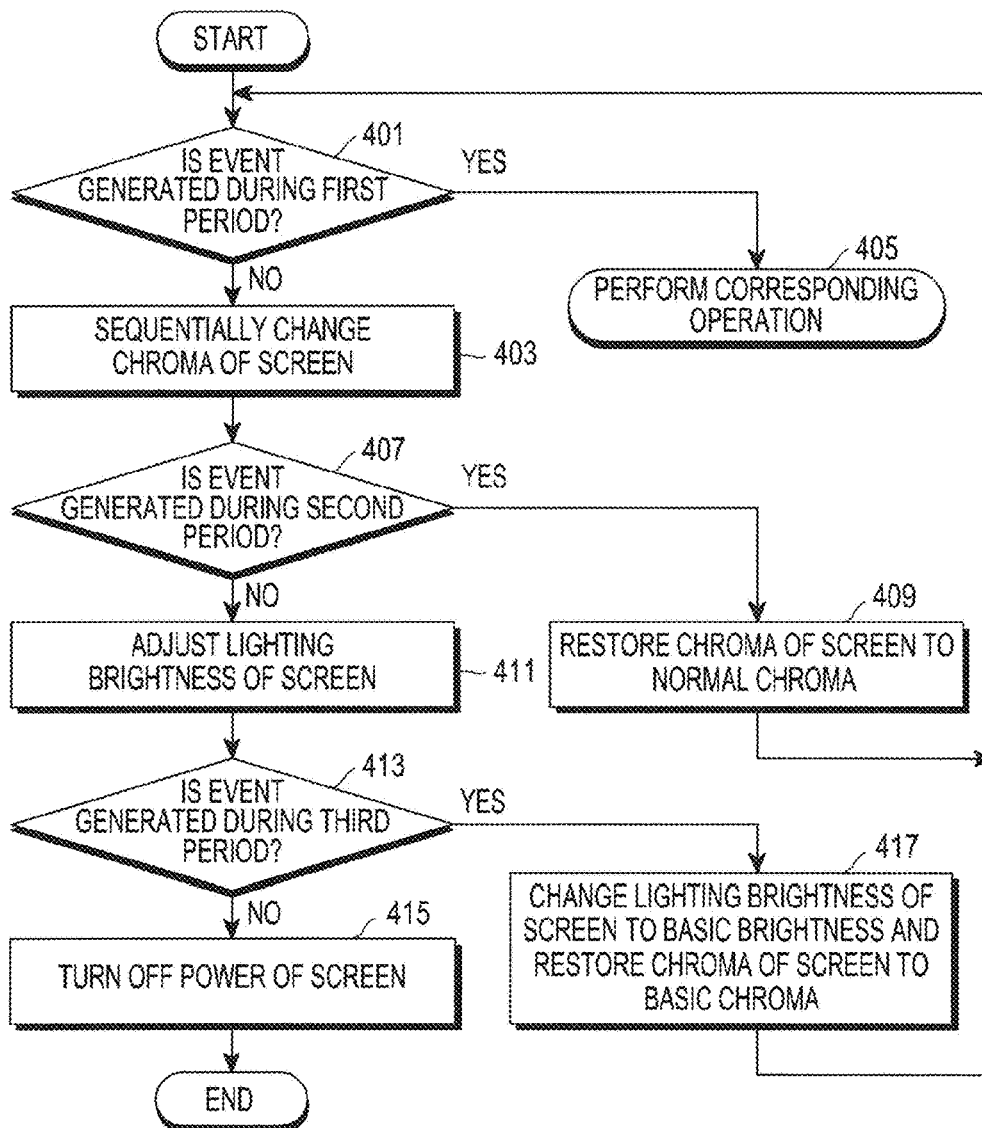 START
401
IS EVENT
GENERATED DURING FIRST
PERIOD?
YES
NO
405
PERFORM CORRESPONDING
OPERATION
SEQUENTIALLY CHANGE
CHROMA OF SCREEN
403
407
IS EVENT
GENERATED DURING SECOND
PERIOD?
YES
NO
409
RESTORE CHROMA OF SCREEN TO
NORMAL CHROMA
ADJUST LIGHTING
BRIGHTNESS OF SCREEN
411
413
IS EVENT
GENERATED DURING THIRD
PERIOD?
YES
NO
417
CHANGE LIGHTING BRIGHTNESS OF
SCREEN TO BASIC BRIGHTNESS AND
RESTORE CHROMA OF SCREEN TO
BASIC CHROMA
415
TURN OFF POWER OF SCREEN
END